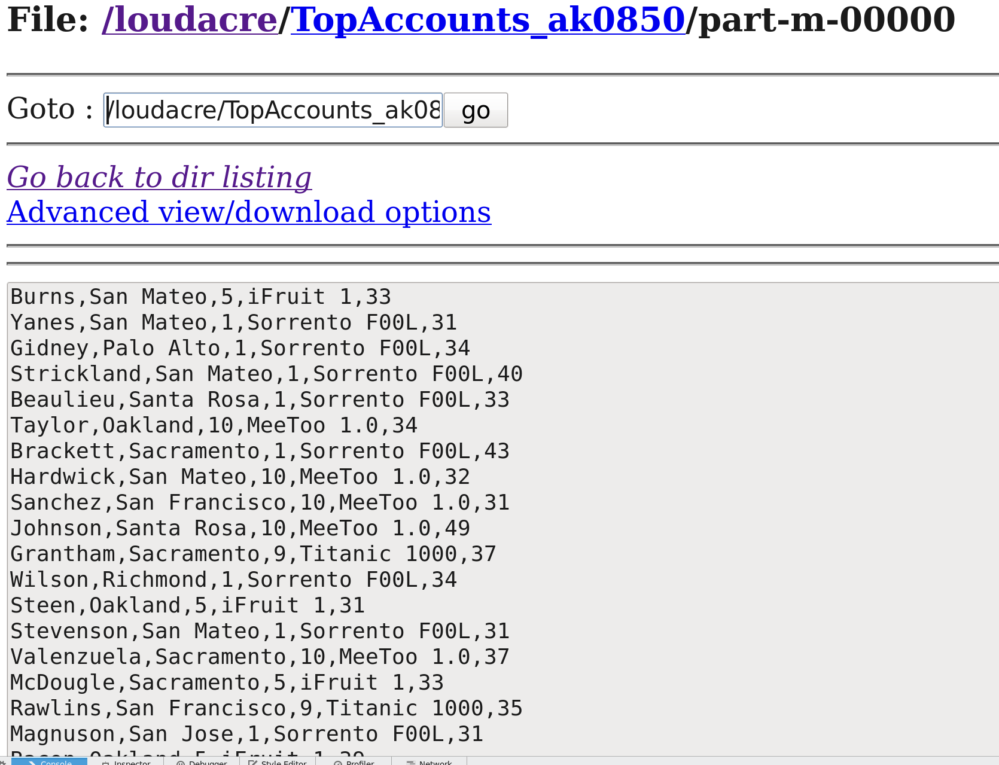 File: /loudacre/TopAccounts_ak0850/part-m-00000
Goto : /loudacre/TopAccounts_ak08 go
Go back to dir listing
Advanced view/download options
Burns,San Mateo,5,iFruit 1,33
Yanes,San Mateo,1,Sorrento F00L,31
Gidney,Palo Alto,1,Sorrento F00L,34
Strickland,San Mateo,1,Sorrento F00L,40
Beaulieu,Santa Rosa,1,Sorrento F00L,33
Taylor,Oakland,10,MeeToo 1.0,34
Brackett,Sacramento,1,Sorrento F00L,43
Hardwick,San Mateo,10,MeeToo 1.0,32
Sanchez,San Francisco,10,MeeToo 1.0,31
Johnson,Santa Rosa,10,MeeToo 1.0,49
Grantham,Sacramento,9,Titanic 1000,37
Wilson,Richmond,1,Sorrento F00L,34
Steen,Oakland,5,iFruit 1,31
Stevenson,San Mateo,1,Sorrento F00L,31
Valenzuela,Sacramento,10,MeeToo 1.0,37
McDougle,Sacramento,5,iFruit 1,33
Rawlins,San Francisco,9,Titanic 1000,35
Magnuson,San Jose,1,Sorrento F00L,31
Oakland,5,iFruit 1
Console Inspector Debugger Style Editor Profiler Network